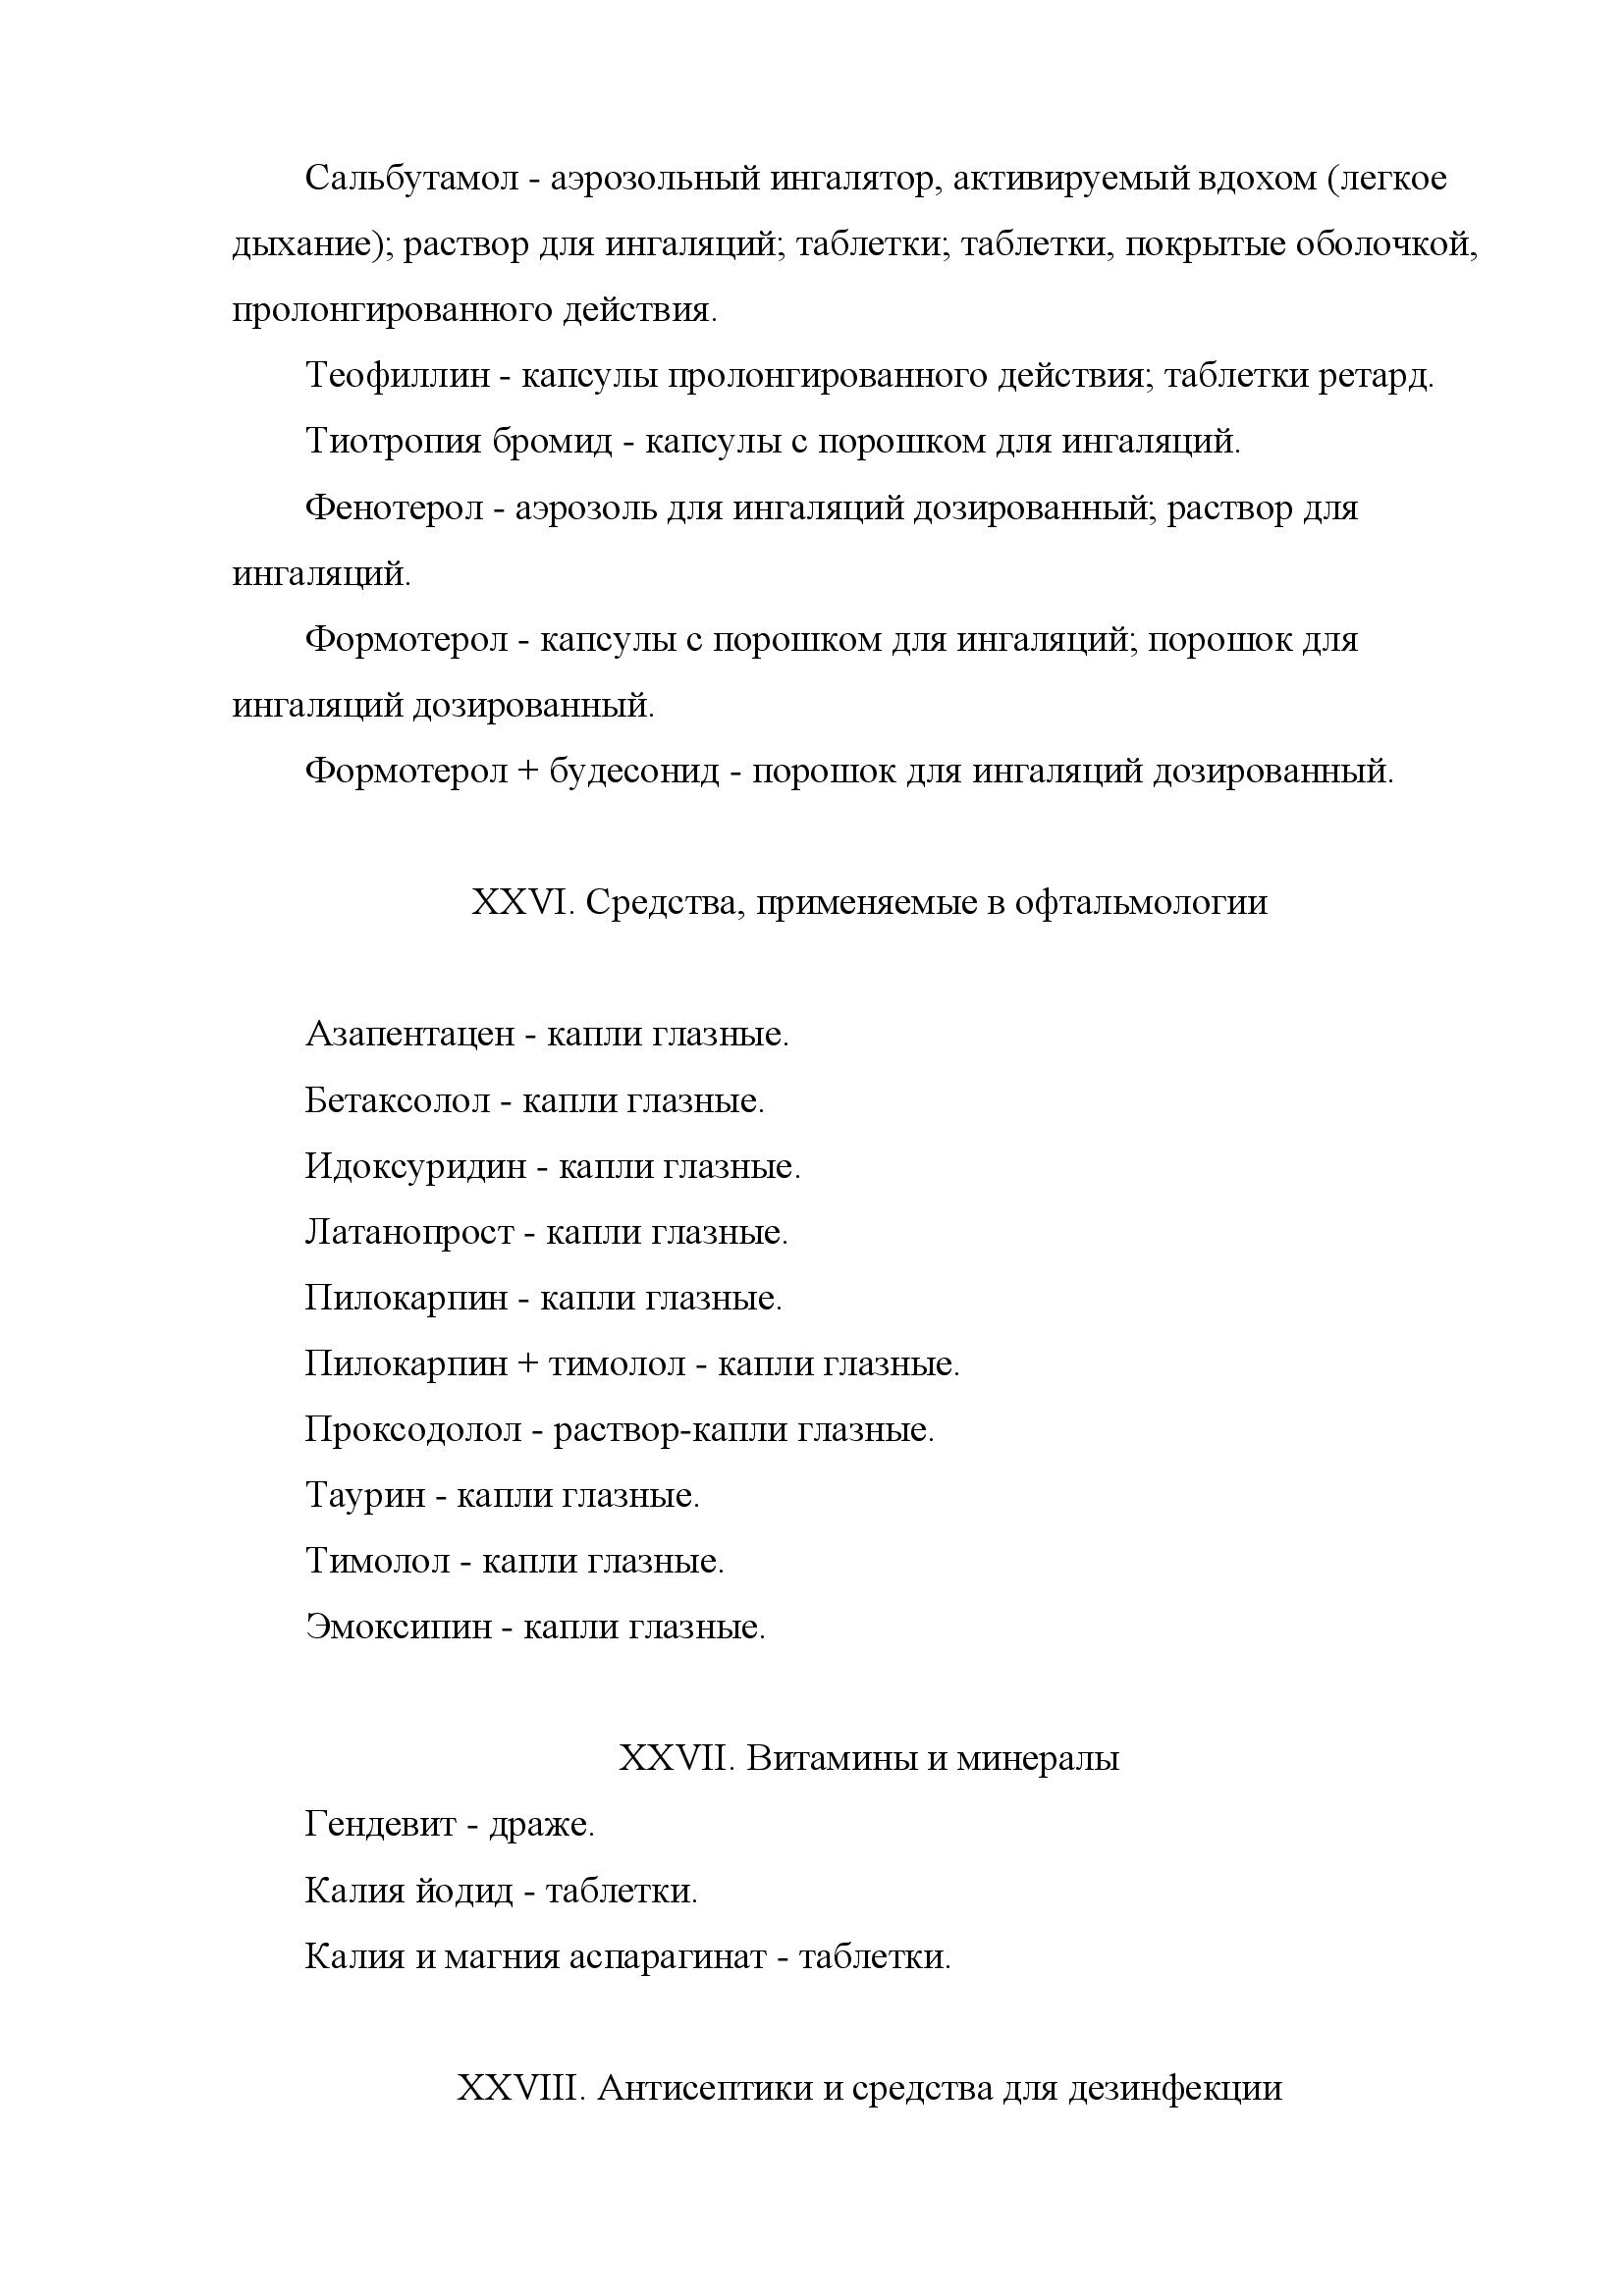 Сальбутамол - аэрозольный ингалятор, активируемый вдохом (легкое
дыхание); раствор для ингаляций; таблетки; таблетки, покрытые оболочкой,
пролонгированного действия.
Теофиллин - капсулы пролонгированного действия; таблетки ретард.
Тиотропия бромид - капсулы с порошком для ингаляций.
Фенотерол - аэрозоль для ингаляций дозированный; раствор для
ингаляций.
Формотерол - капсулы с порошком для ингаляций; порошок для
ингаляций дозированный.
Формотерол + будесонид - порошок для ингаляций дозированный.
XXVI. Средства, применяемые в офтальмологии
Азапентацен - капли глазные.
Бетаксолол - капли глазные.
Идоксуридин - капли глазные.
Латанопрост - капли глазные.
Пилокарпин - капли глазные.
Пилокарпин + тимолол - капли глазные.
Проксодолол - раствор-капли глазные.
Таурин - капли глазные.
Тимолол - капли глазные.
Эмоксипин - капли глазные.
XXVII. Витамины и минералы
Гендевит - драже.
Калия йодид - таблетки.
Калия и магния аспарагинат - таблетки.
XXVIII. Антисептики и средства для дезинфекции